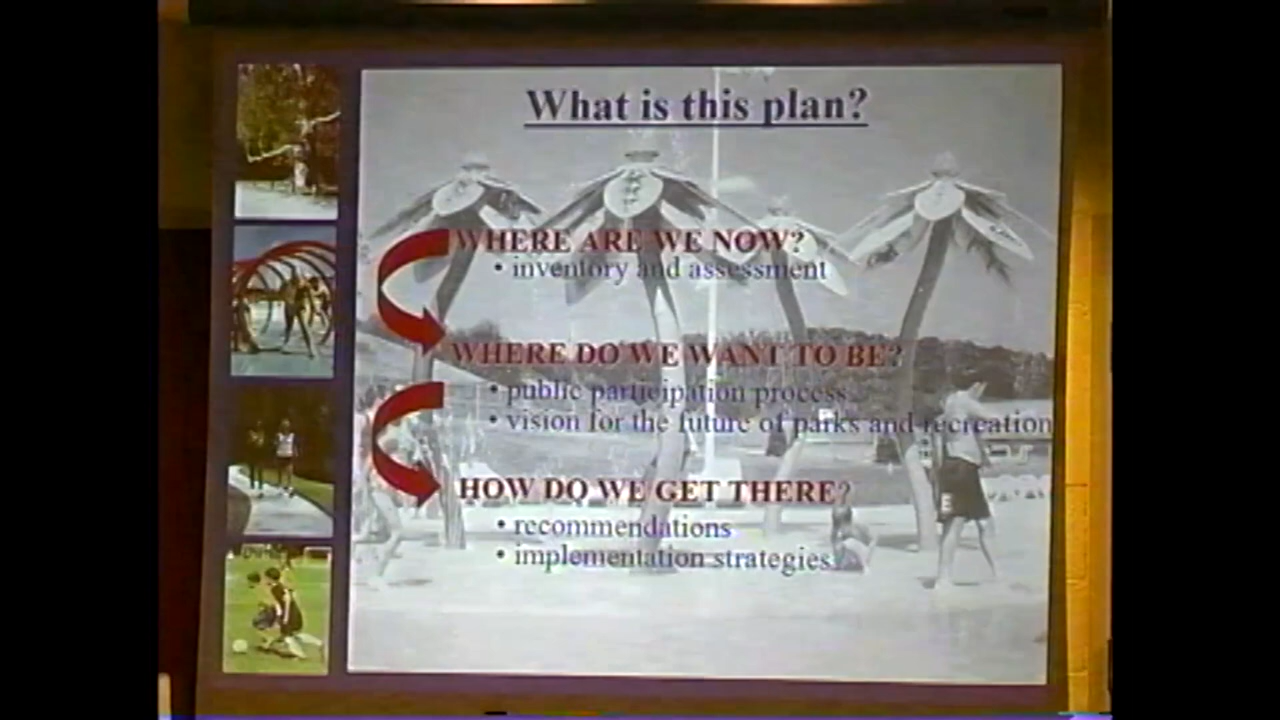 What is this plan?
WHERE ARE WE NOW?
• inventory and assessment
WHERE DO WE WANT TO BE?
• public participation process
• vision for the future of parks and recreation
HOW DO WE GET THERE?
• recommendations
• implementation strategies